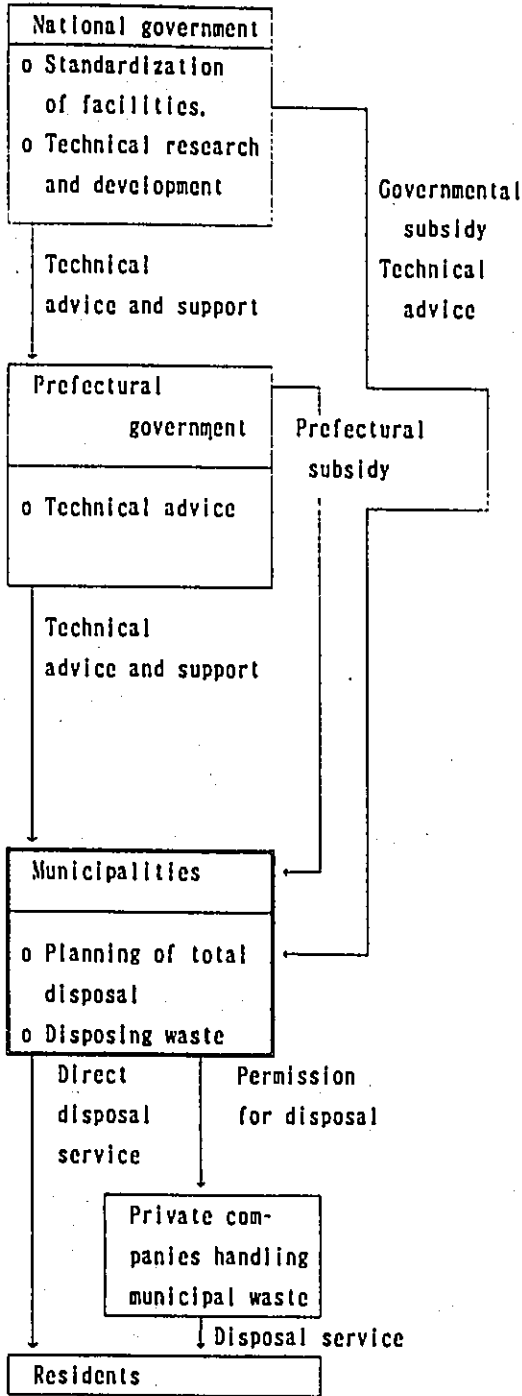 National government
o Standardization
of facilities.
o Technical research
and development
Governmental
subsidy
Technical
advice
Technical
advice and support
Prefectural
government
Prefectural
subsidy
o Technical advice
Technical
advice and support
Municipalities
o Planning of total
disposal
o Disposing waste
Direct
disposal
service
Permission
for disposal
Private com-
panies handling
municipal waste
Disposal service
Residents